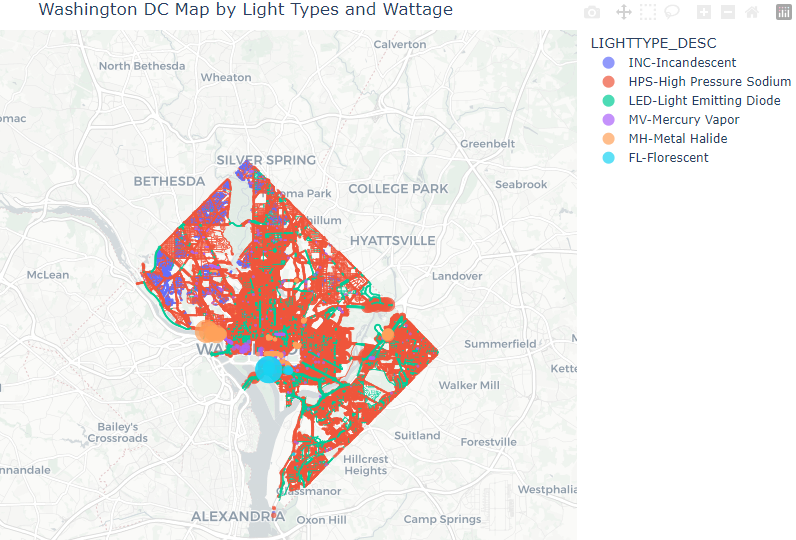 Washington DC Map by Light Types and Wattage
LIGHTTYPE_DESC
INC-Incandescent
HPS-High Pressure Sodium
LED-Light Emitting Diode
MV-Mercury Vapor
MH-Metal Halide
FL-Florescent
Calverton
North Bethesda
Wheaton
omac
Greenbelt
SILVER SPRING
BETHESDA
COLLEGE PARK
Seabrook
oma Park
hillum
HYATTSVILLE
McLean
Landover
Summerfield
WA
Kette
Walker Mill
Bailey's
Crossroads
Suitland
Forestville
Hillcrest
Heights
nnandale
Glassmanor
Westphalia
ALEXANDRIA
Oxon Hill
Camp Springs